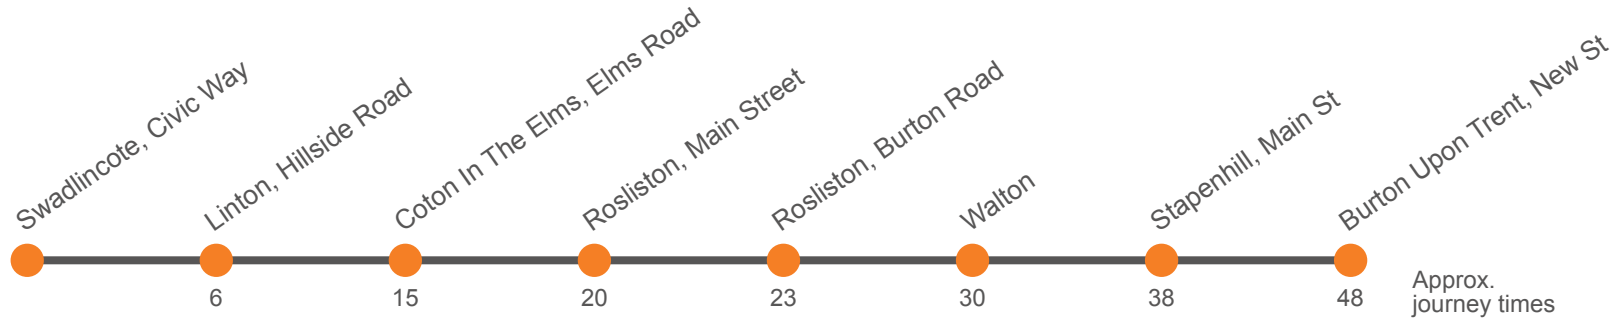 Swadlincote, Civic Way
Linton, Hillside Road
Coton In The Elms, Elms Road
Rosliston, Main Street
Rosliston, Burton Road
Walton
Stapenhill, Main St
Burton Upon Trent, New St
6
15
20
23
30
38
48
Approx.
journey times